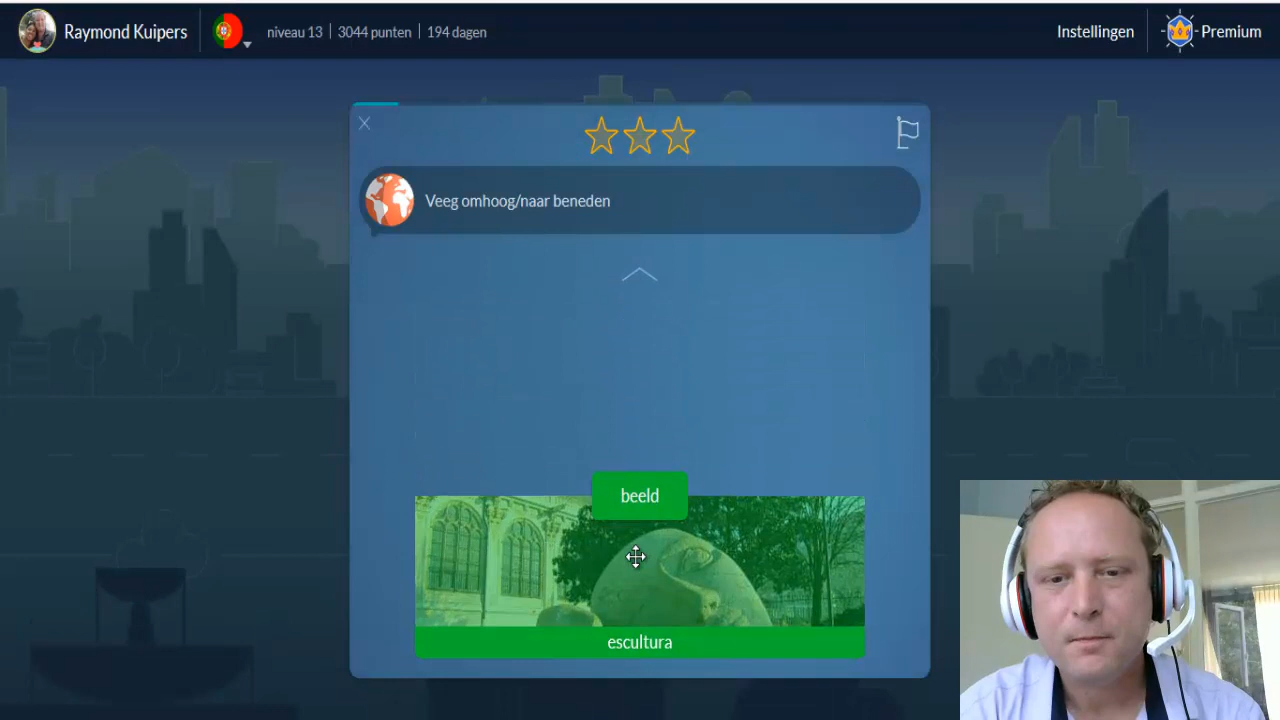 Raymond Kuipers
niveau 13 3044 punten 194 dagen
Instellingen
Premium
Veeg omhoog/naar beneden
beeld
escultura